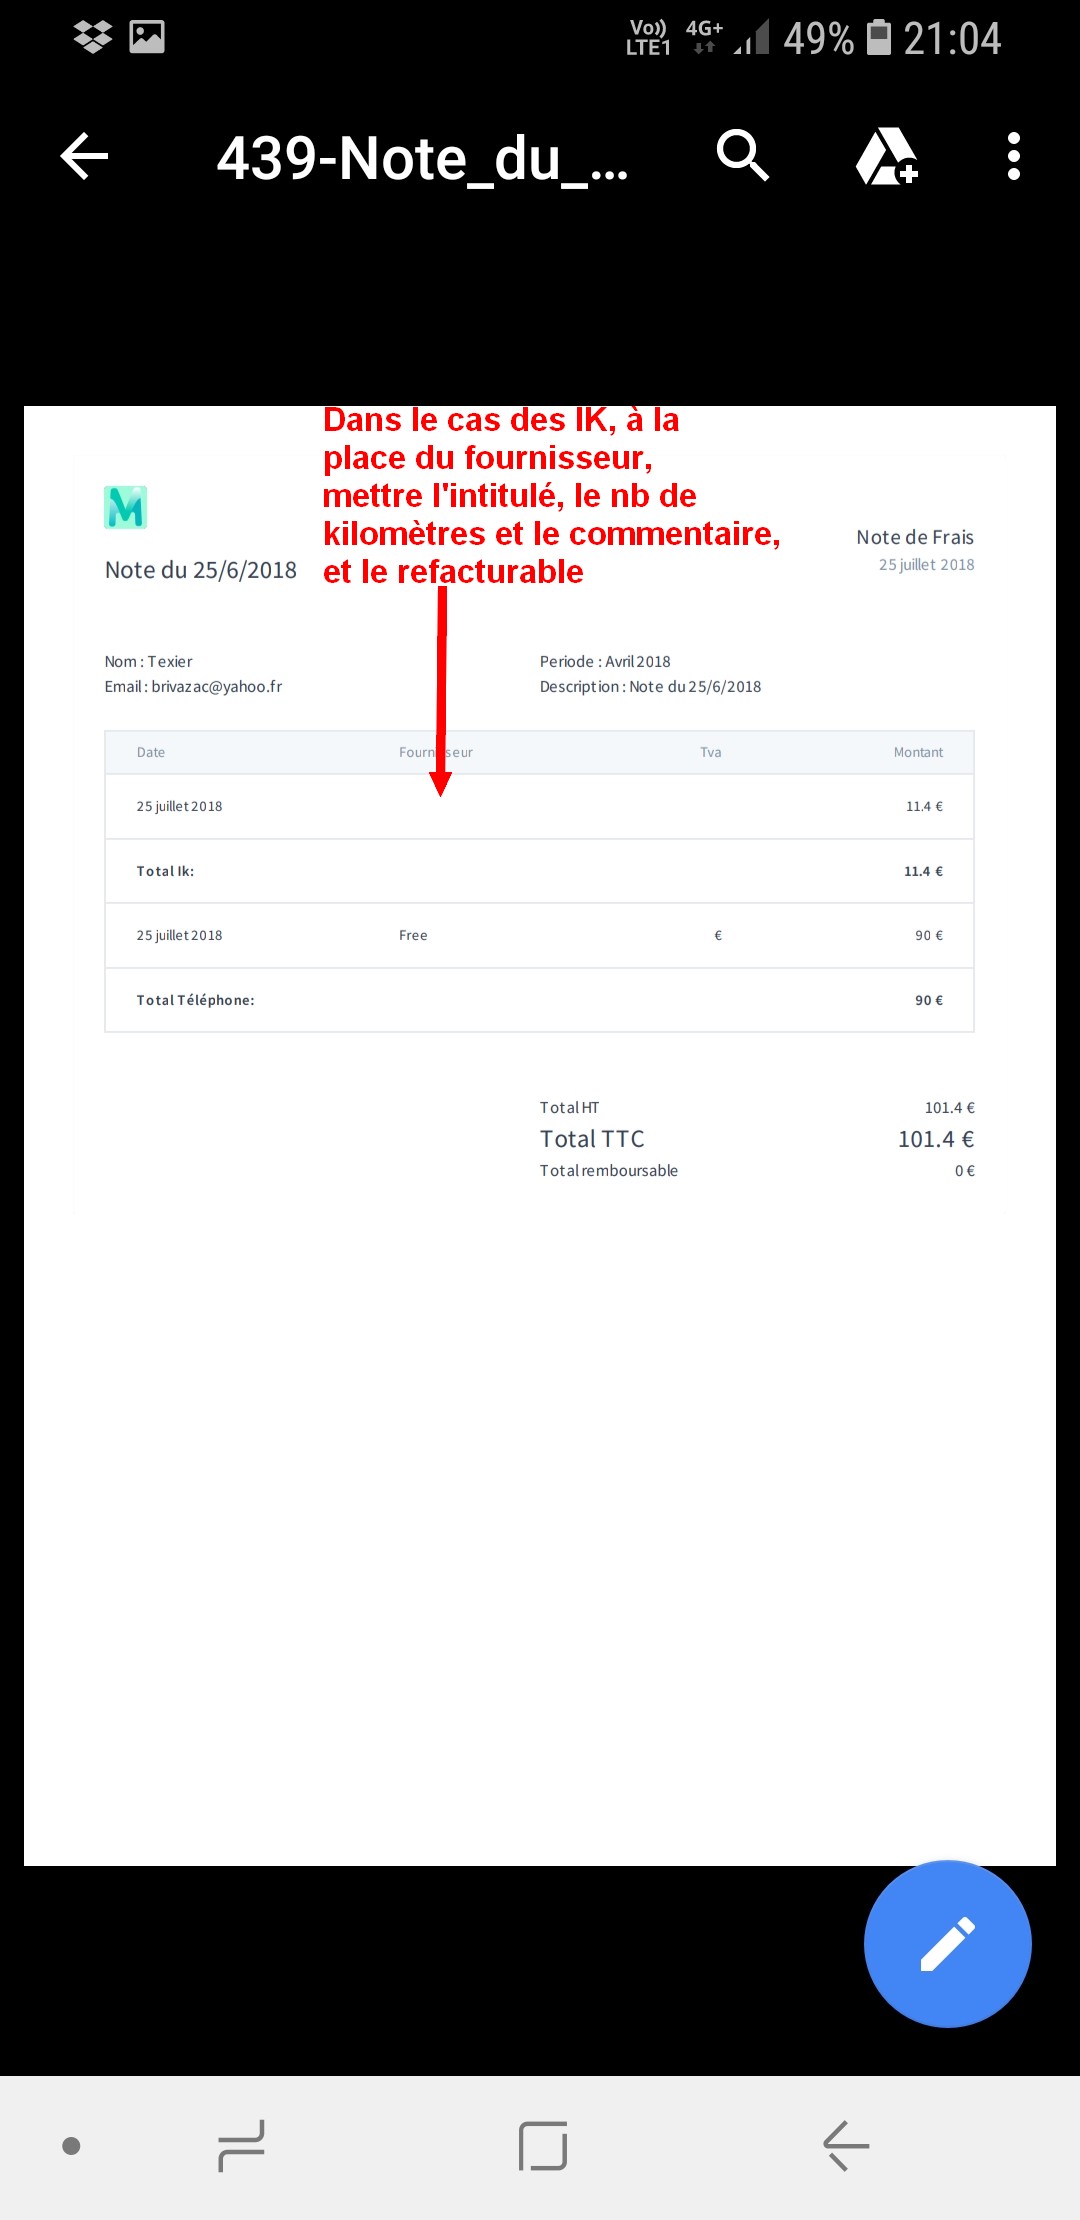 Vo)) LTE1 4G+ 49% 21:04
439-Note_du_...
Dans le cas des IK, à la
place du fournisseur,
mettre l'intitulé, le nb de
kilomètres et le commentaire,
et le refacturable
M
Note du 25/6/2018
Note de Frais
25 juillet 2018
Nom : Texier
Email : brivazac@yahoo.fr
Periode : Avril 2018
Description : Note du 25/6/2018
Date Fournisseur Tva Montant
25 juillet 2018 11.4 €
Total Ik: 11.4 €
25 juillet 2018 Free € 90 €
Total Téléphone: 90 €
Total HT 101.4 €
Total TTC 101.4 €
Total remboursable 0 €